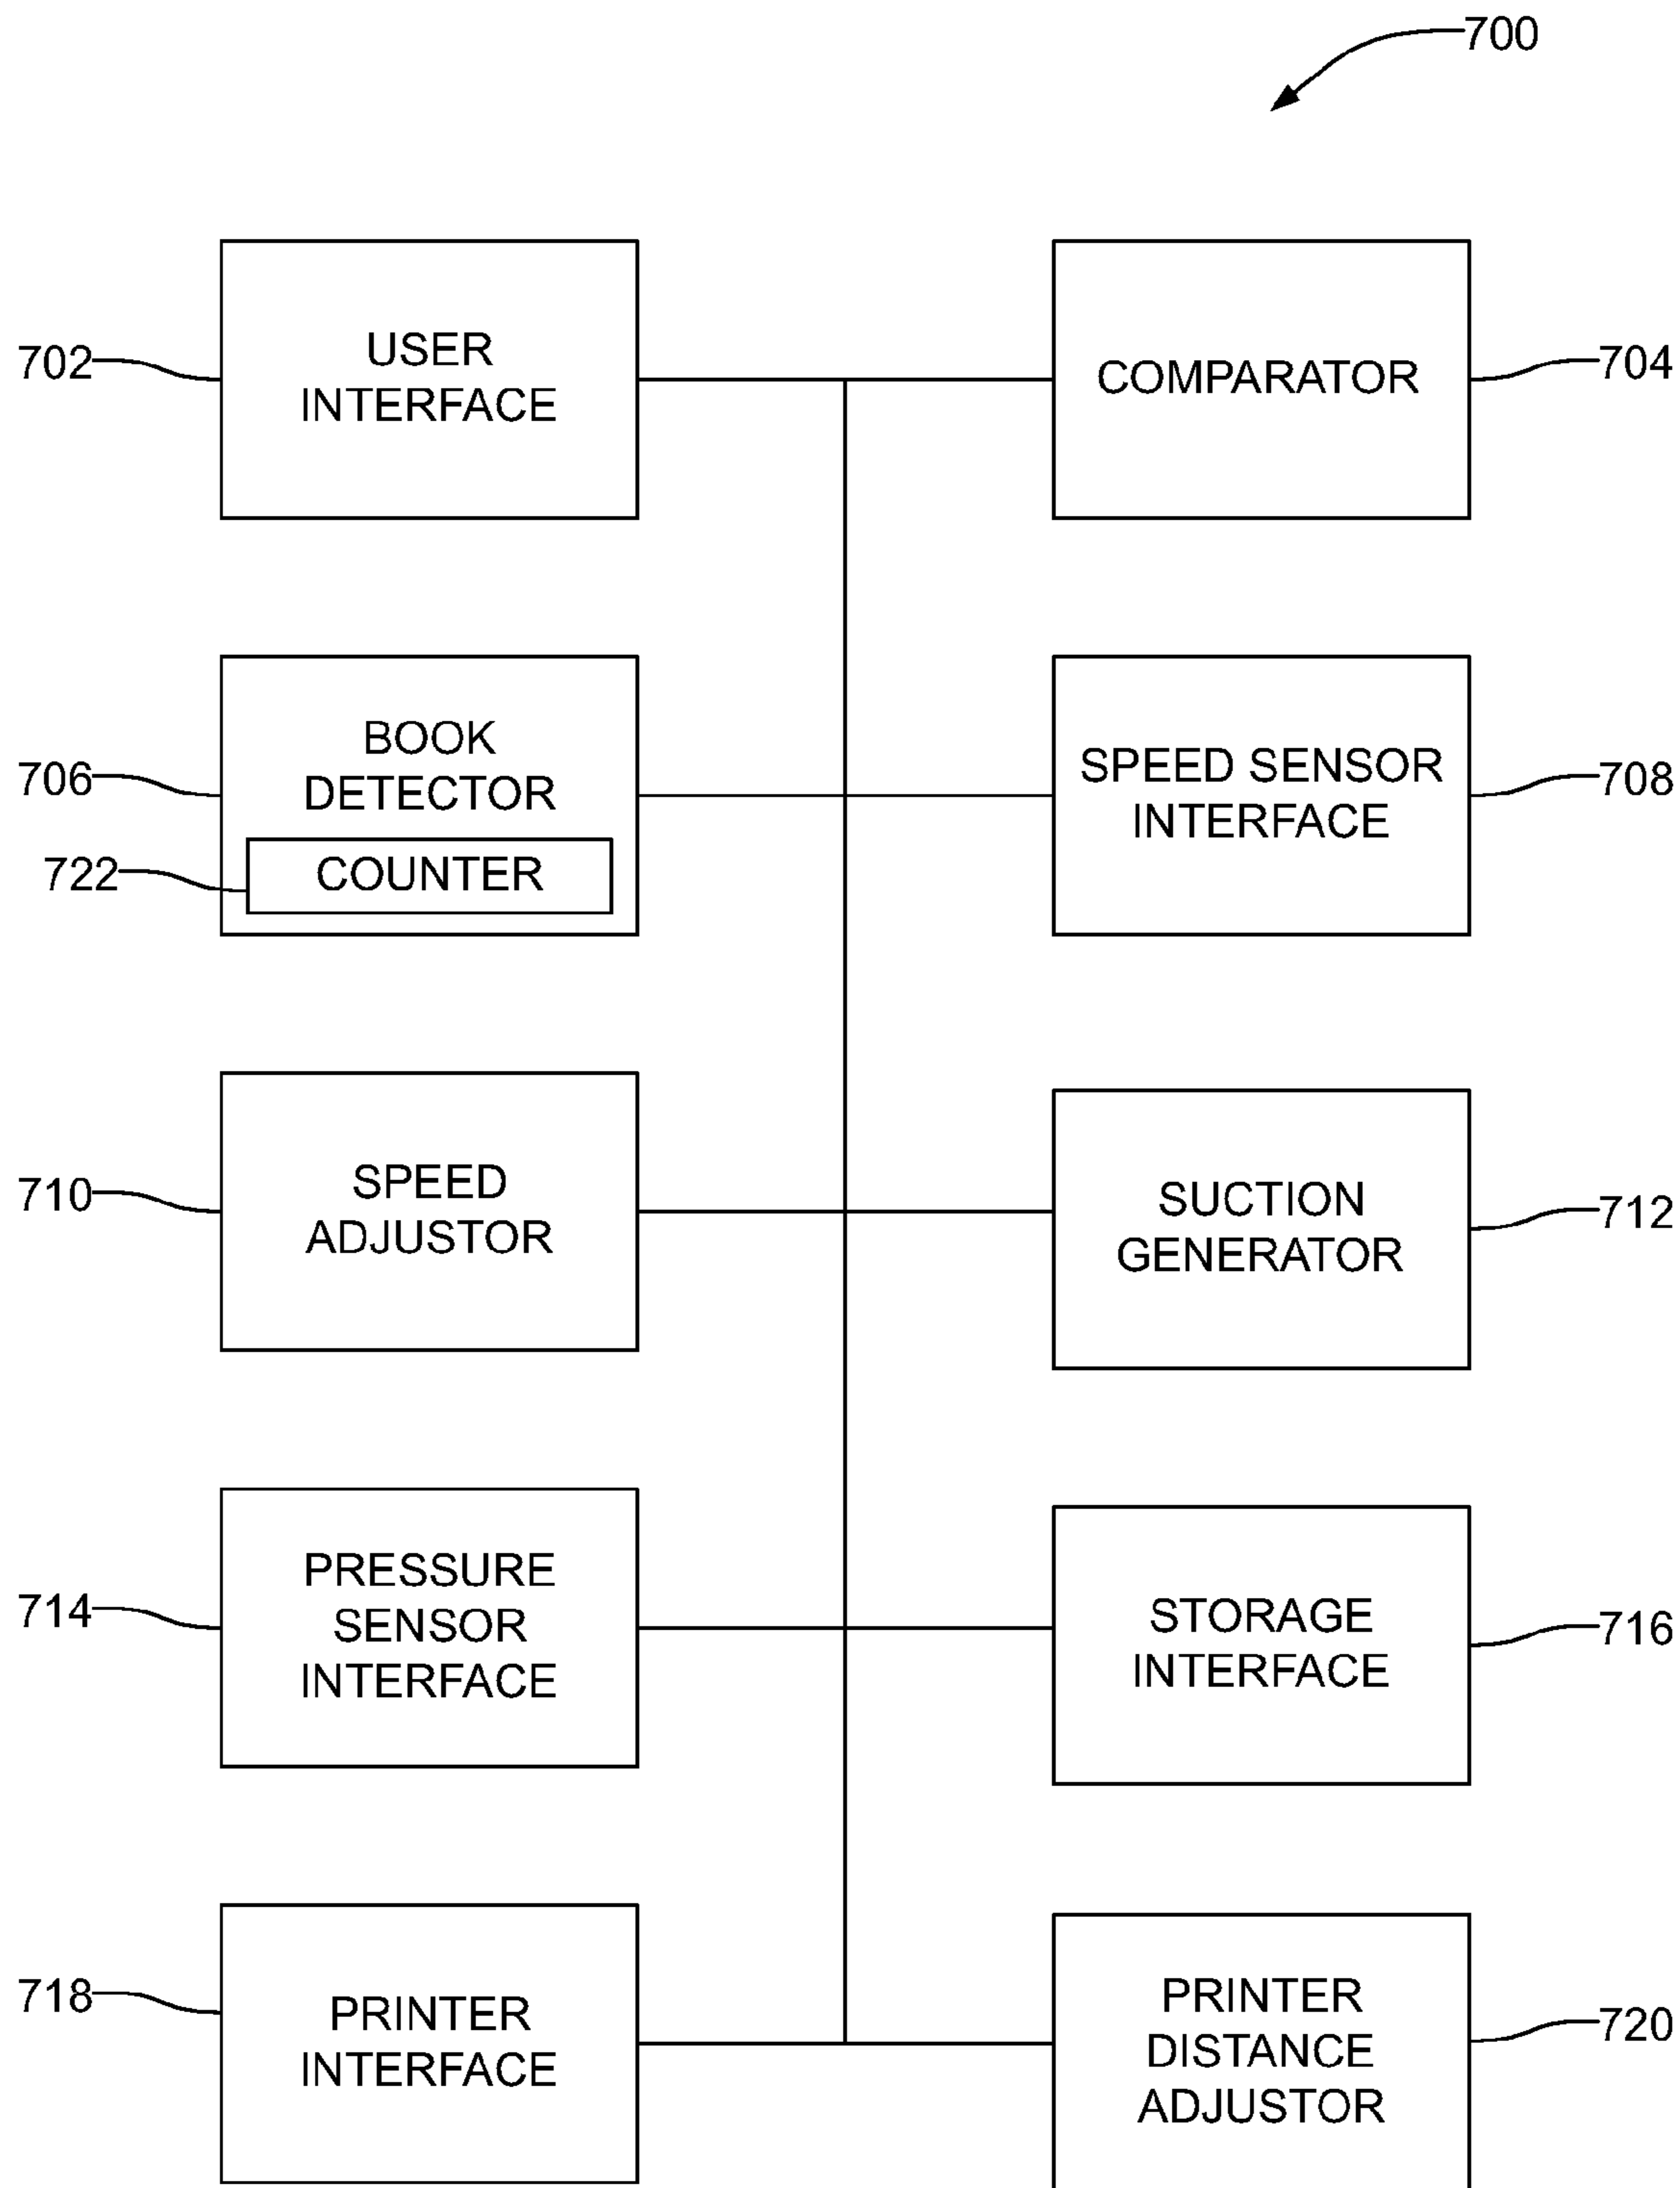 700
702
USER
INTERFACE
COMPARATOR
704
706
BOOK
DETECTOR
722
COUNTER
SPEED SENSOR
INTERFACE
708
710
SPEED
ADJUSTOR
SUCTION
GENERATOR
712
714
PRESSURE
SENSOR
INTERFACE
STORAGE
INTERFACE
716
718
PRINTER
INTERFACE
PRINTER
DISTANCE
ADJUSTOR
720